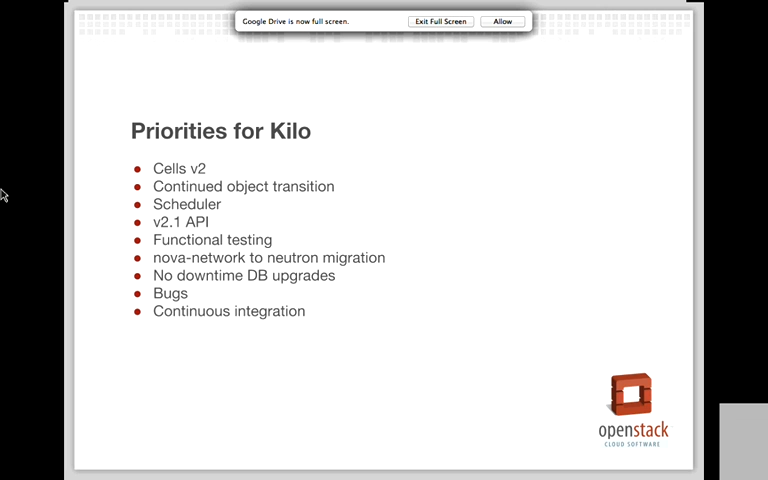 Google Drive is now full screen.
Exit Full Screen
Allow
Priorities for Kilo
Cells v2
Continued object transition
Scheduler
v2.1 API
Functional testing
nova-network to neutron migration
No downtime DB upgrades
Bugs
Continuous integration
openstack
CLOUD SOFTWARE